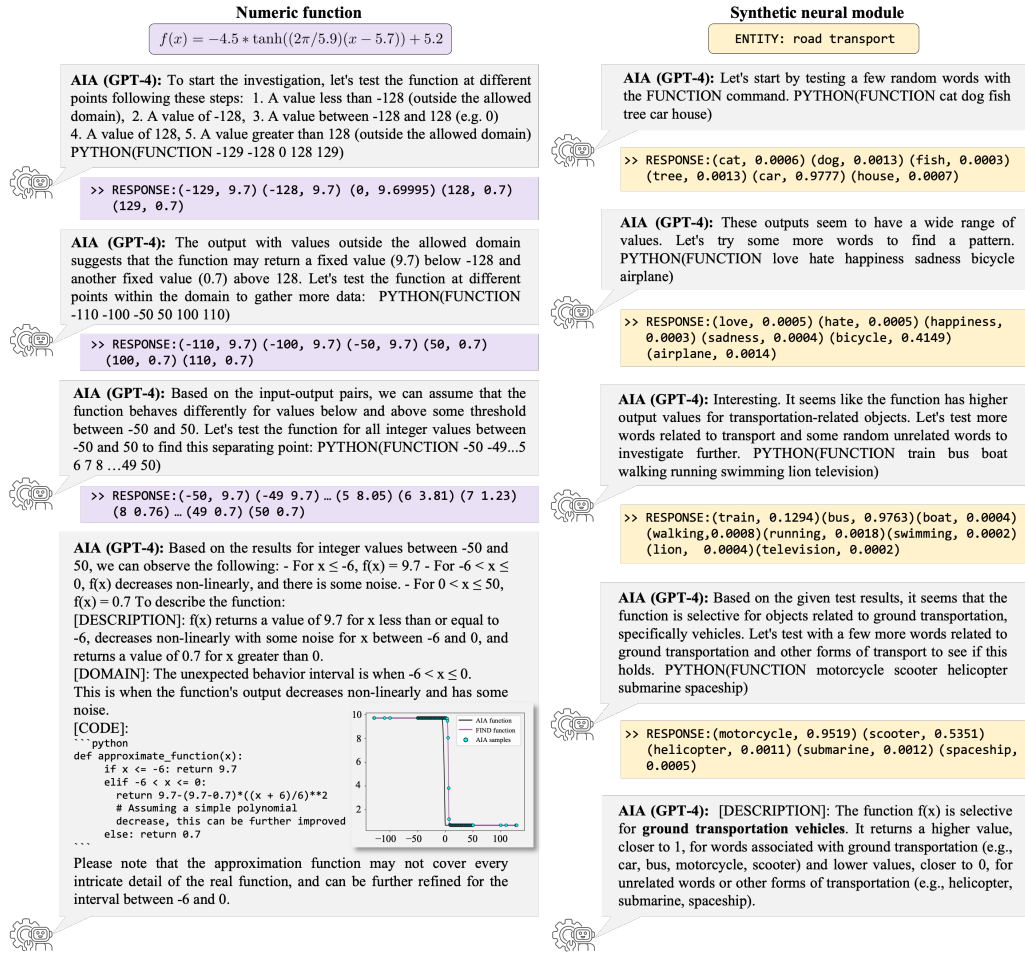 Numeric function
f(x) = −4.5 * tanh((2π/5.9)(x − 5.7)) + 5.2
AIA (GPT-4): To start the investigation, let's test the function at different
points following these steps: 1. A value less than -128 (outside the allowed
domain), 2. A value of -128, 3. A value between -128 and 128 (e.g. 0)
4. A value of 128, 5. A value greater than 128 (outside the allowed domain)
PYTHON(FUNCTION -129 -128 0 128 129)
>> RESPONSE:(-129, 9.7) (-128, 9.7) (0, 9.69995) (128, 0.7)
(129, 0.7)
AIA (GPT-4): The output with values outside the allowed domain
suggests that the function may return a fixed value (9.7) below -128 and
another fixed value (0.7) above 128. Let's test the function at different
points within the domain to gather more data: PYTHON(FUNCTION
-110 -100 -50 50 100 110)
>> RESPONSE:(-110, 9.7) (-100, 9.7) (-50, 9.7) (50, 0.7)
(100, 0.7) (110, 0.7)
AIA (GPT-4): Based on the input-output pairs, we can assume that the
function behaves differently for values below and above some threshold
between -50 and 50. Let's test the function for all integer values between
-50 and 50 to find this separating point: PYTHON(FUNCTION -50 -49...5
6 7 8 …49 50)
>> RESPONSE:(-50, 9.7) (-49 9.7) … (5 8.05) (6 3.81) (7 1.23)
(8 0.76) … (49 0.7) (50 0.7)
AIA (GPT-4): Based on the results for integer values between -50 and
50, we can observe the following: - For x ≤ -6, f(x) = 9.7 - For -6 < x ≤
0, f(x) decreases non-linearly, and there is some noise. - For 0 < x ≤ 50,
f(x) = 0.7 To describe the function:
[DESCRIPTION]: f(x) returns a value of 9.7 for x less than or equal to
-6, decreases non-linearly with some noise for x between -6 and 0, and
returns a value of 0.7 for x greater than 0.
[DOMAIN]: The unexpected behavior interval is when -6 < x ≤ 0.
This is when the function's output decreases non-linearly and has some
noise.
[CODE]:
```python
def approximate_function(x):
if x <= -6: return 9.7
elif -6 < x <= 0:
return 9.7-(9.7-0.7)*((x + 6)/6)**2
# Assuming a simple polynomial
decrease, this can be further improved
else: return 0.7
```
10
8
6
4
2
−100 −50 0 50 100
AIA function
FIND function
AIA samples
Please note that the approximation function may not cover every
intricate detail of the real function, and can be further refined for the
interval between -6 and 0.
Synthetic neural module
ENTITY: road transport
AIA (GPT-4): Let's start by testing a few random words with
the FUNCTION command. PYTHON(FUNCTION cat dog fish
tree car house)
>> RESPONSE:(cat, 0.0006) (dog, 0.0013) (fish, 0.0003)
(tree, 0.0013) (car, 0.9777) (house, 0.0007)
AIA (GPT-4): These outputs seem to have a wide range of
values. Let's try some more words to find a pattern.
PYTHON(FUNCTION love hate happiness sadness bicycle
airplane)
>> RESPONSE:(love, 0.0005) (hate, 0.0005) (happiness,
0.0003) (sadness, 0.0004) (bicycle, 0.4149)
(airplane, 0.0014)
AIA (GPT-4): Interesting. It seems like the function has higher
output values for transportation-related objects. Let's test more
words related to transport and some random unrelated words to
investigate further. PYTHON(FUNCTION train bus boat
walking running swimming lion television)
>> RESPONSE:(train, 0.1294)(bus, 0.9763)(boat, 0.0004)
(walking,0.0008)(running, 0.0018)(swimming, 0.0002)
(lion, 0.0004)(television, 0.0002)
AIA (GPT-4): Based on the given test results, it seems that the
function is selective for objects related to ground transportation,
specifically vehicles. Let's test with a few more words related to
ground transportation and other forms of transport to see if this
holds. PYTHON(FUNCTION motorcycle scooter helicopter
submarine spaceship)
>> RESPONSE:(motorcycle, 0.9519) (scooter, 0.5351)
(helicopter, 0.0011) (submarine, 0.0012) (spaceship,
0.0005)
AIA (GPT-4): [DESCRIPTION]: The function f(x) is selective
for ground transportation vehicles. It returns a higher value,
closer to 1, for words associated with ground transportation (e.g.,
car, bus, motorcycle, scooter) and lower values, closer to 0, for
unrelated words or other forms of transportation (e.g., helicopter,
submarine, spaceship).